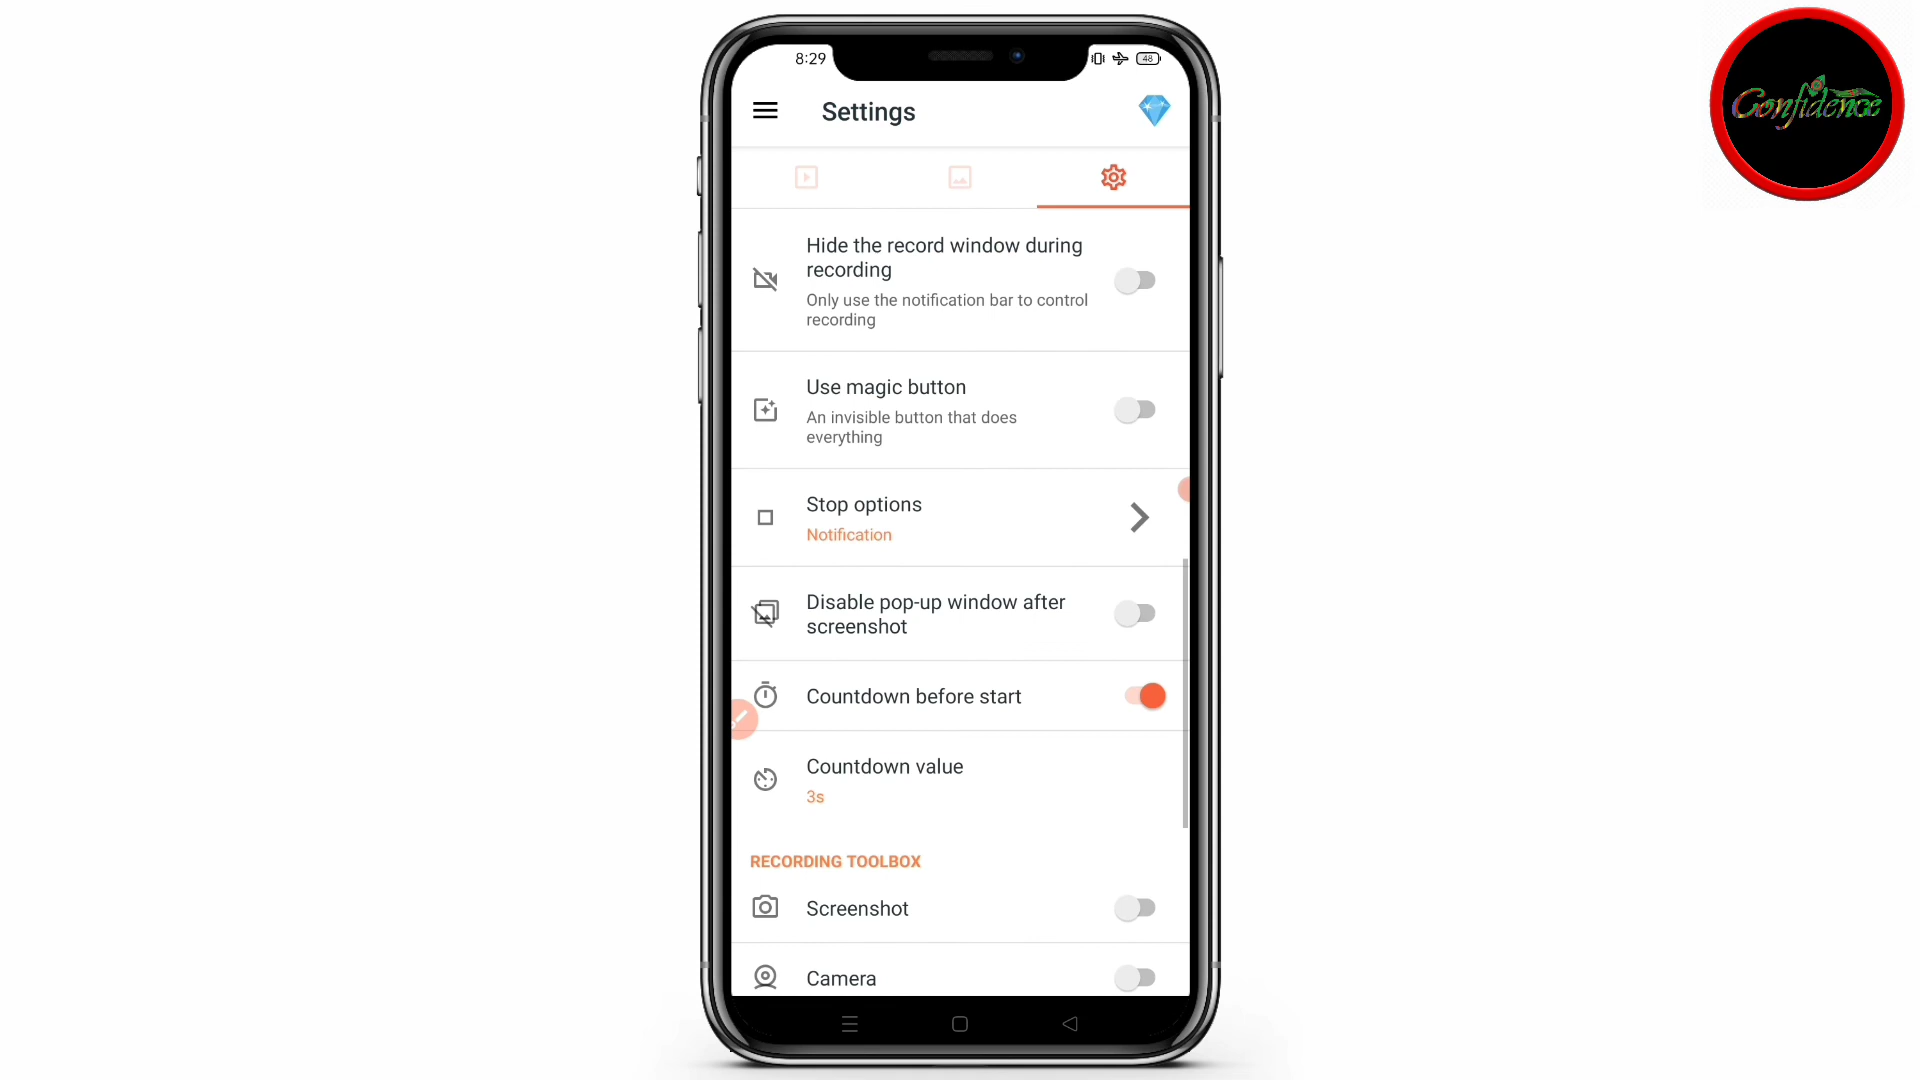 Confidence
8:29
48
Settings
Hide the record window during
recording
Only use the notification bar to control
recording
Use magic button
An invisible button that does
everything
Stop options
Notification
Disable pop-up window after
screenshot
Countdown before start
Countdown value
3s
RECORDING TOOLBOX
Screenshot
Camera